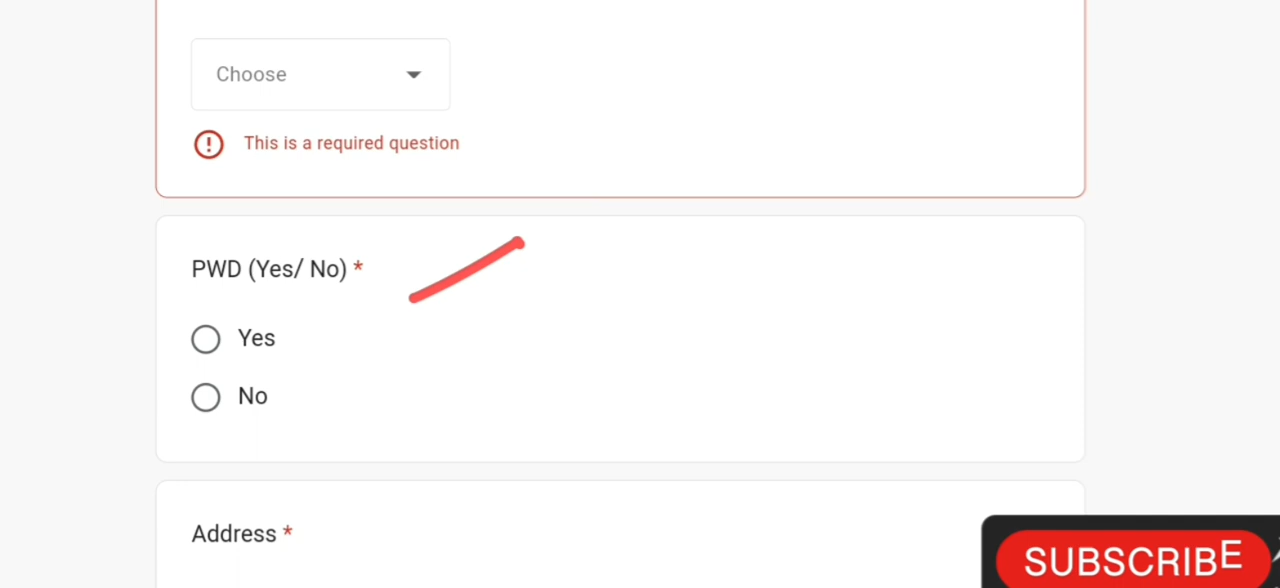 Choose
This is a required question
PWD (Yes/ No) *
Yes
No
Address *
SUBSCRIBE